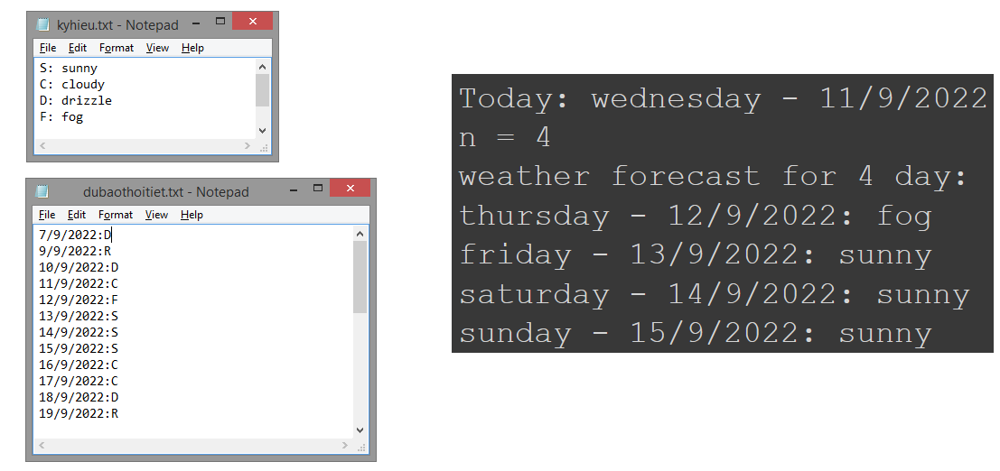 kyhieu.txt - Notepad
File Edit Format View Help
S: sunny
C: cloudy
D: drizzle
F: fog
dubaothoitiet.txt - Notepad
File Edit Format View Help
7/9/2022:D
9/9/2022:R
10/9/2022:D
11/9/2022:C
12/9/2022:F
13/9/2022:S
14/9/2022:S
15/9/2022:S
16/9/2022:C
17/9/2022:C
18/9/2022:D
19/9/2022:R
Today: wednesday - 11/9/2022
n = 4
weather forecast for 4 day:
thursday - 12/9/2022: fog
friday - 13/9/2022: sunny
saturday - 14/9/2022: sunny
sunday - 15/9/2022: sunny